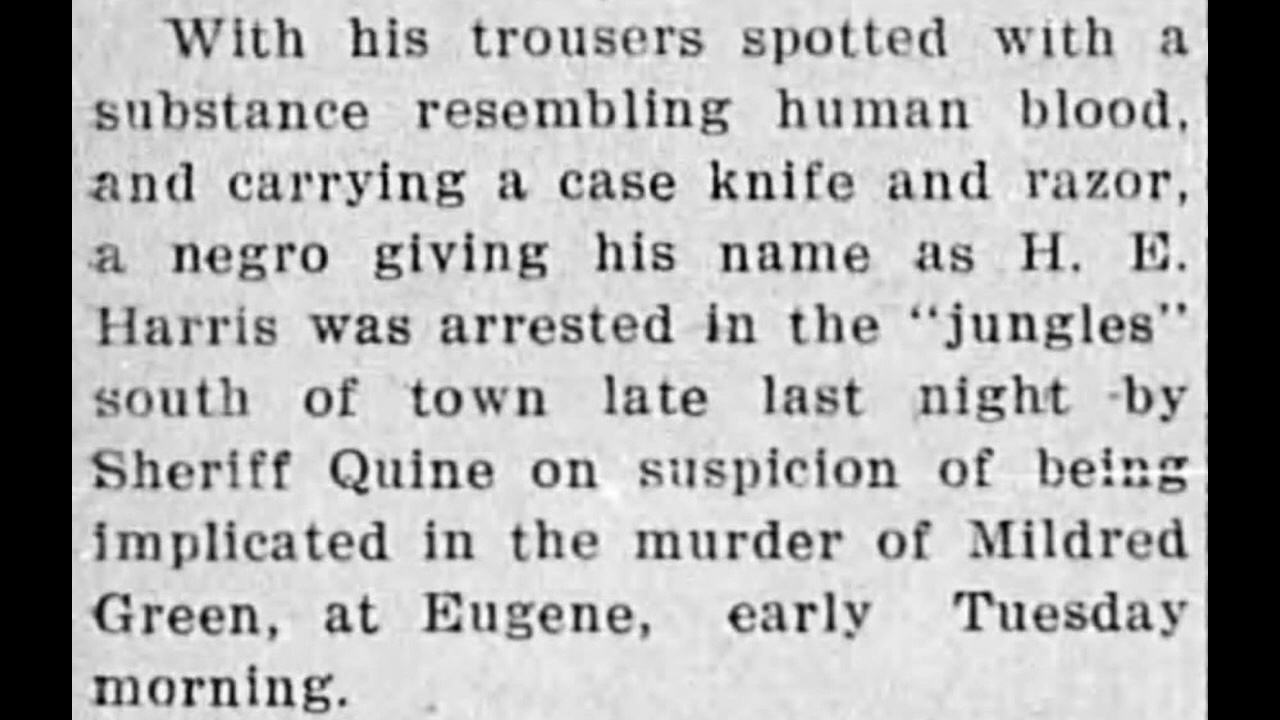 With his trousers spotted with a
substance resembling human blood,
and carrying a case knife and razor,
a negro giving his name as H. E.
Harris was arrested in the "jungles"
south of town late last night by
Sheriff Quine on suspicion of being
implicated in the murder of Mildred
Green, at Eugene, early Tuesday
morning.